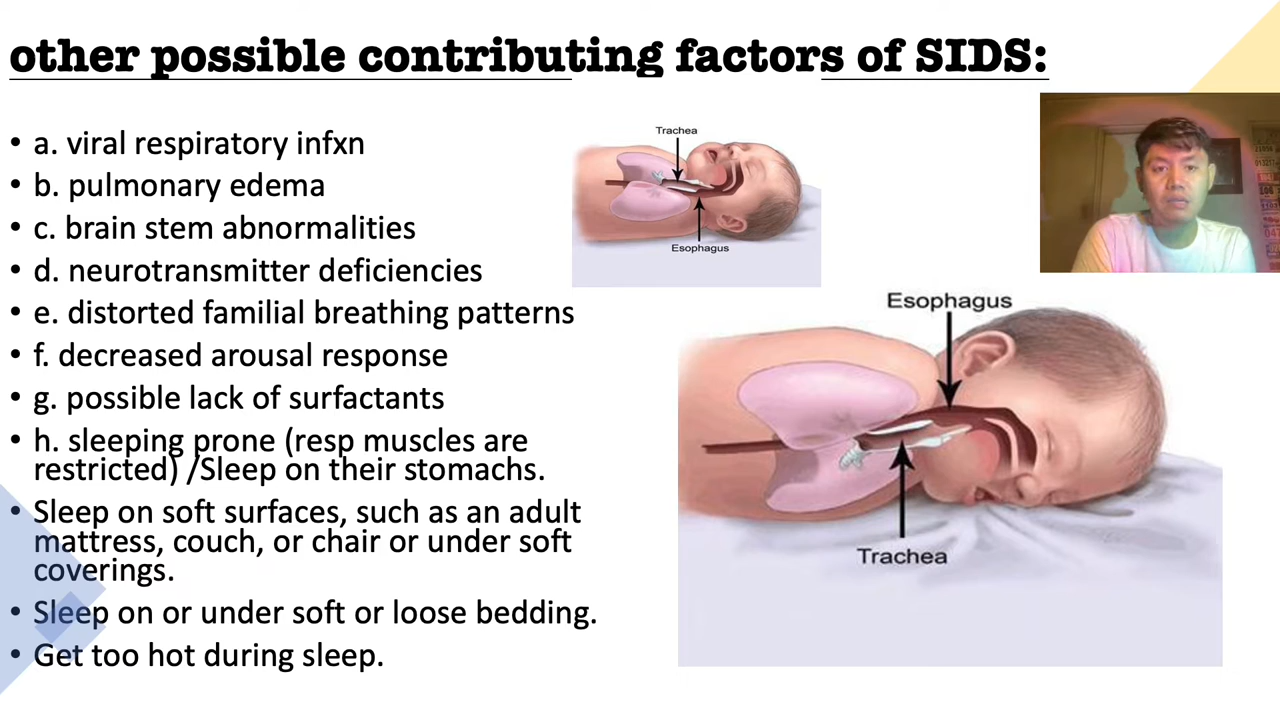 other possible contributing factors of SIDS:
• a. viral respiratory infxn
• b. pulmonary edema
• c. brain stem abnormalities
• d. neurotransmitter deficiencies
• e. distorted familial breathing patterns
• f. decreased arousal response
• g. possible lack of surfactants
• h. sleeping prone (resp muscles are
restricted) /Sleep on their stomachs.
• Sleep on soft surfaces, such as an adult
mattress, couch, or chair or under soft
coverings.
• Sleep on or under soft or loose bedding.
• Get too hot during sleep.
Trachea
Esophagus
Esophagus
Trachea